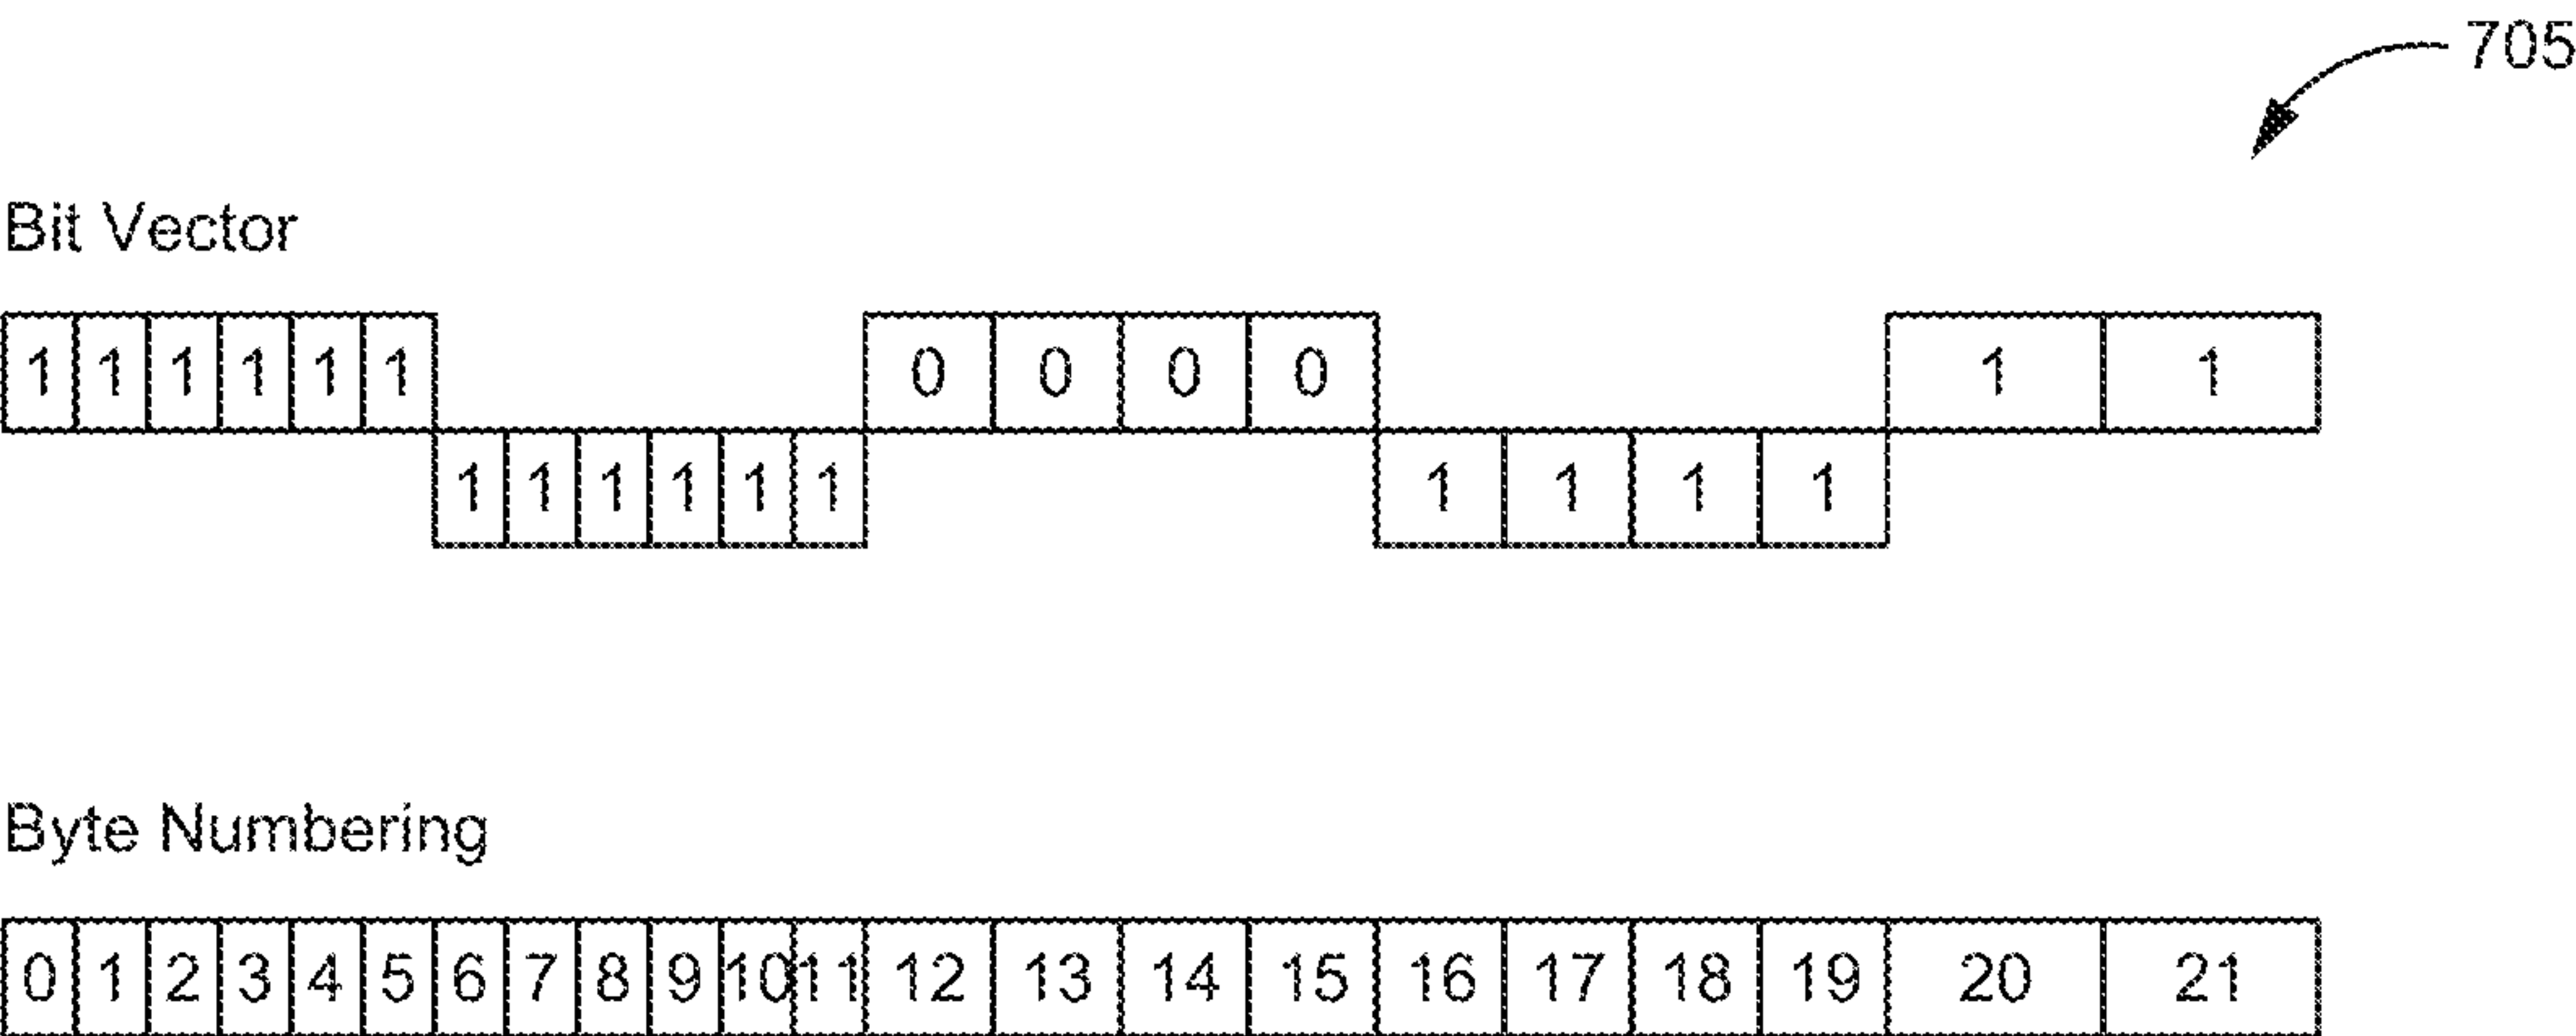 705
Bit Vector
1 1 1 1 1 1 0 0 0 0 1 1
1 1 1 1 1 1 1 1 1 1
Byte Numbering
0 1 2 3 4 5 6 7 8 9 10 11 12 13 14 15 16 17 18 19 20 21